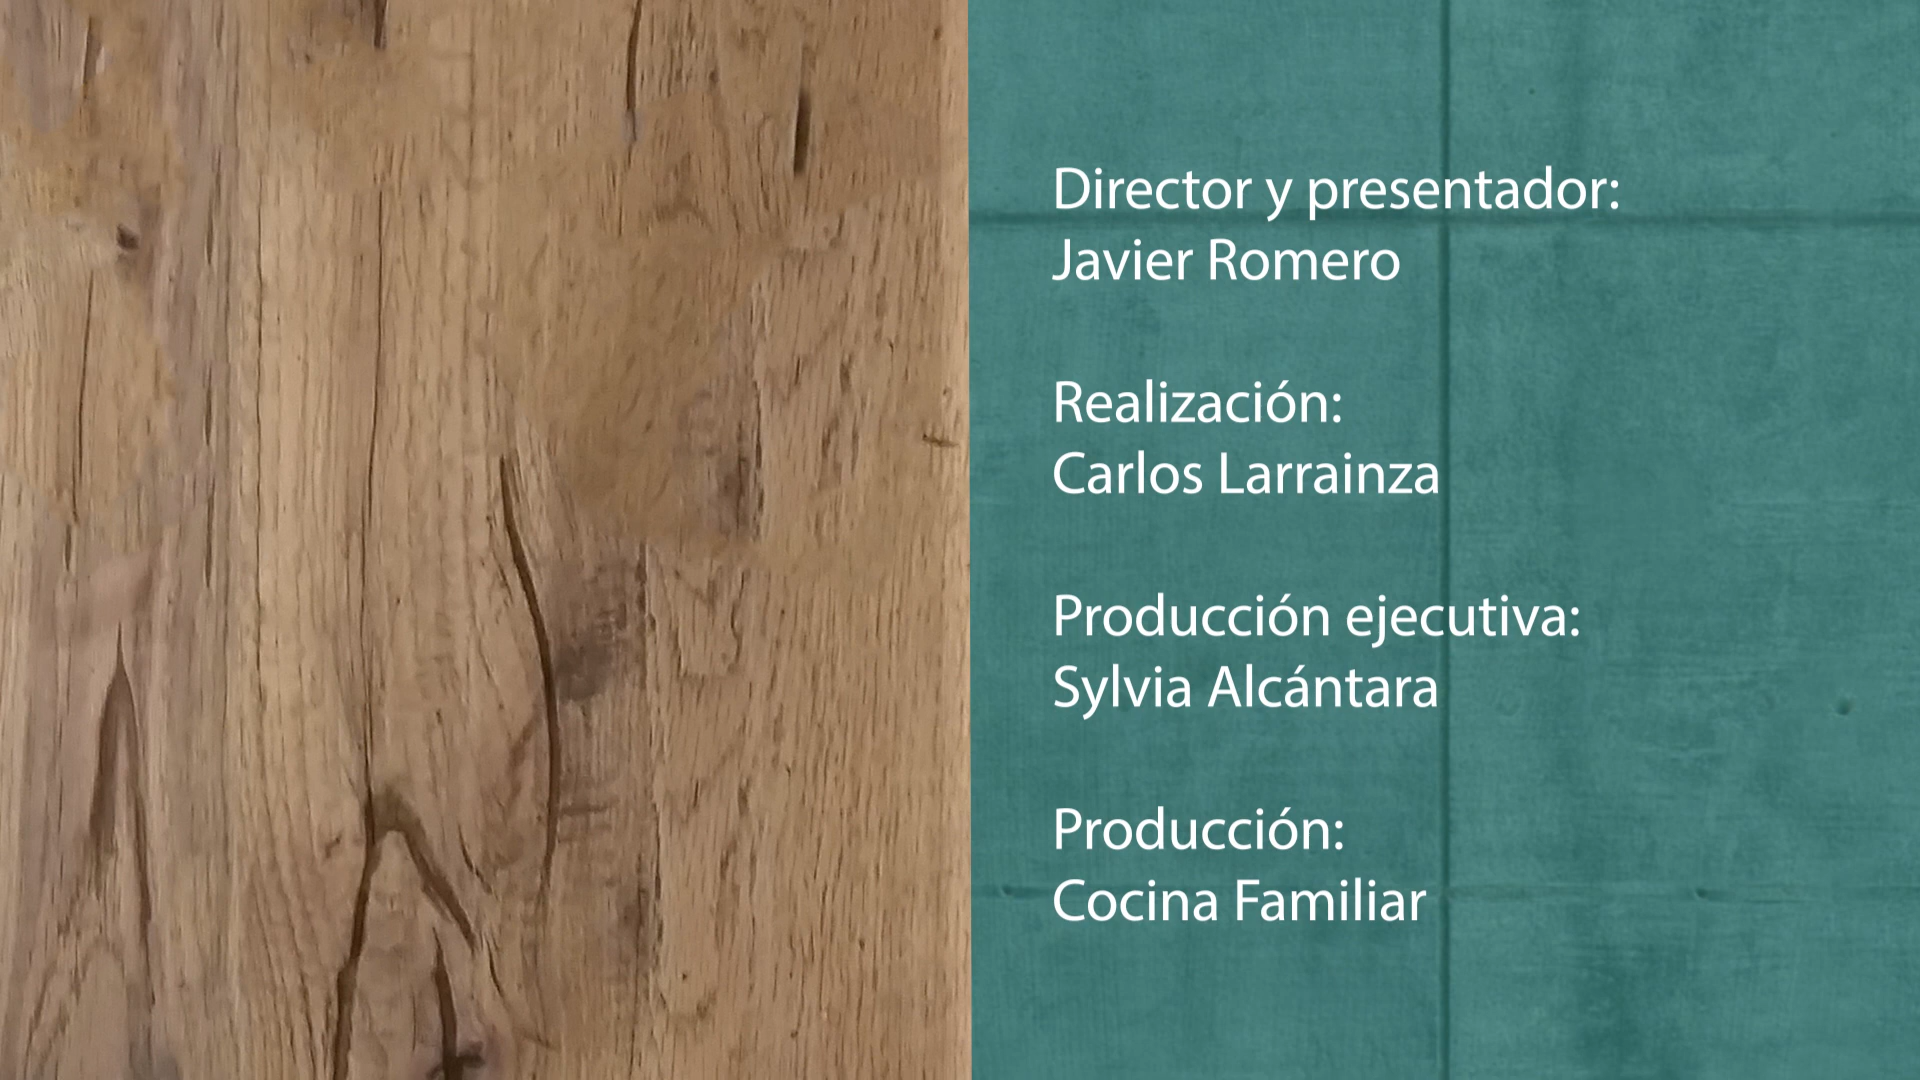 Director y presentador:
Javier Romero
Realización:
Carlos Larrainza
Producción ejecutiva:
Sylvia Alcántara
Producción:
Cocina Familiar